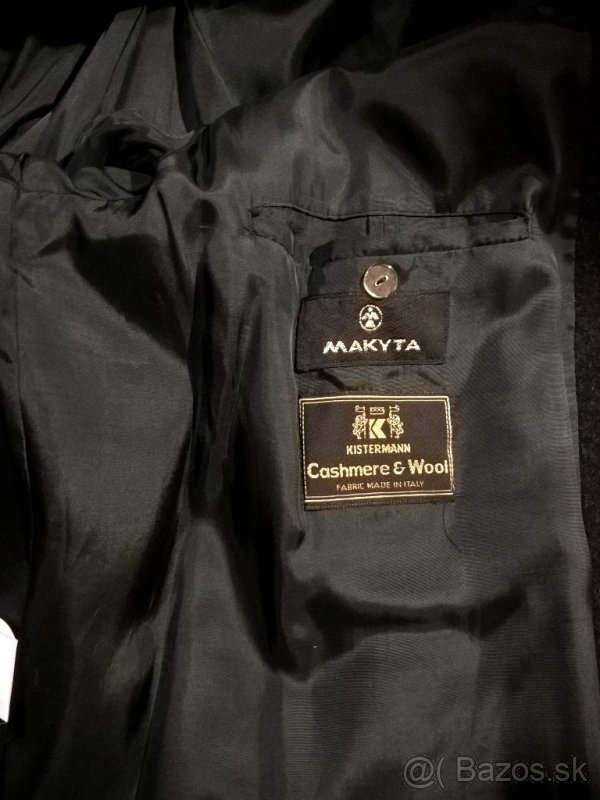 MAKYTA
K
KISTERMANN
Cashmere & Wool
FABRIC MADE IN ITALY
@( Bazos.sk